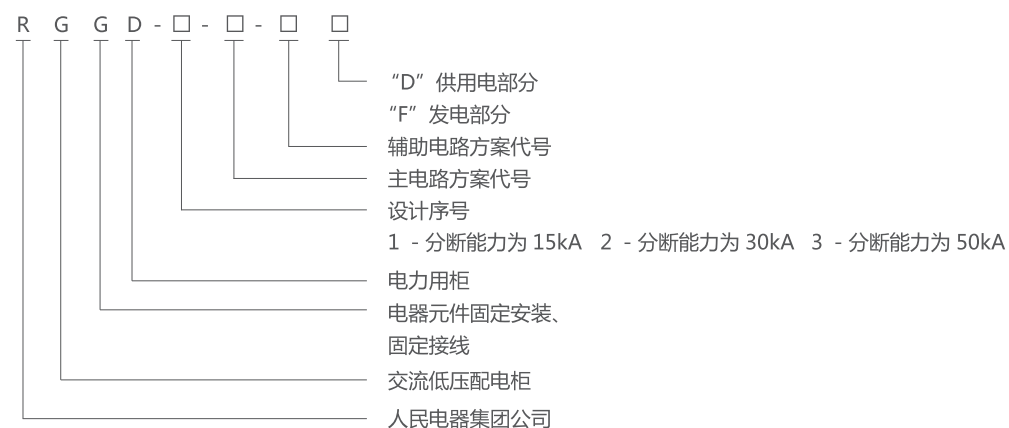 R G G D - □ - □ - □ □
“D”供用电部分
“F”发电部分
辅助电路方案代号
主电路方案代号
设计序号
1 - 分断能力为 15kA 2 - 分断能力为 30kA 3 - 分断能力为 50kA
电力用柜
电器元件固定安装、
固定接线
交流低压配电柜
人民电器集团公司